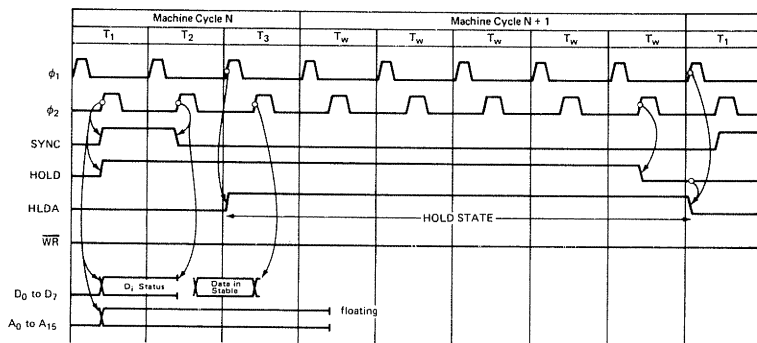 Machine Cycle N Machine Cycle N + 1
T1 T2 T3 Tw Tw Tw Tw Tw T1
ϕ1
ϕ2
SYNC
HOLD
HLDA
HOLD STATE
WR
Di Status Data in Stable
D0 to D7
floating
A0 to A15